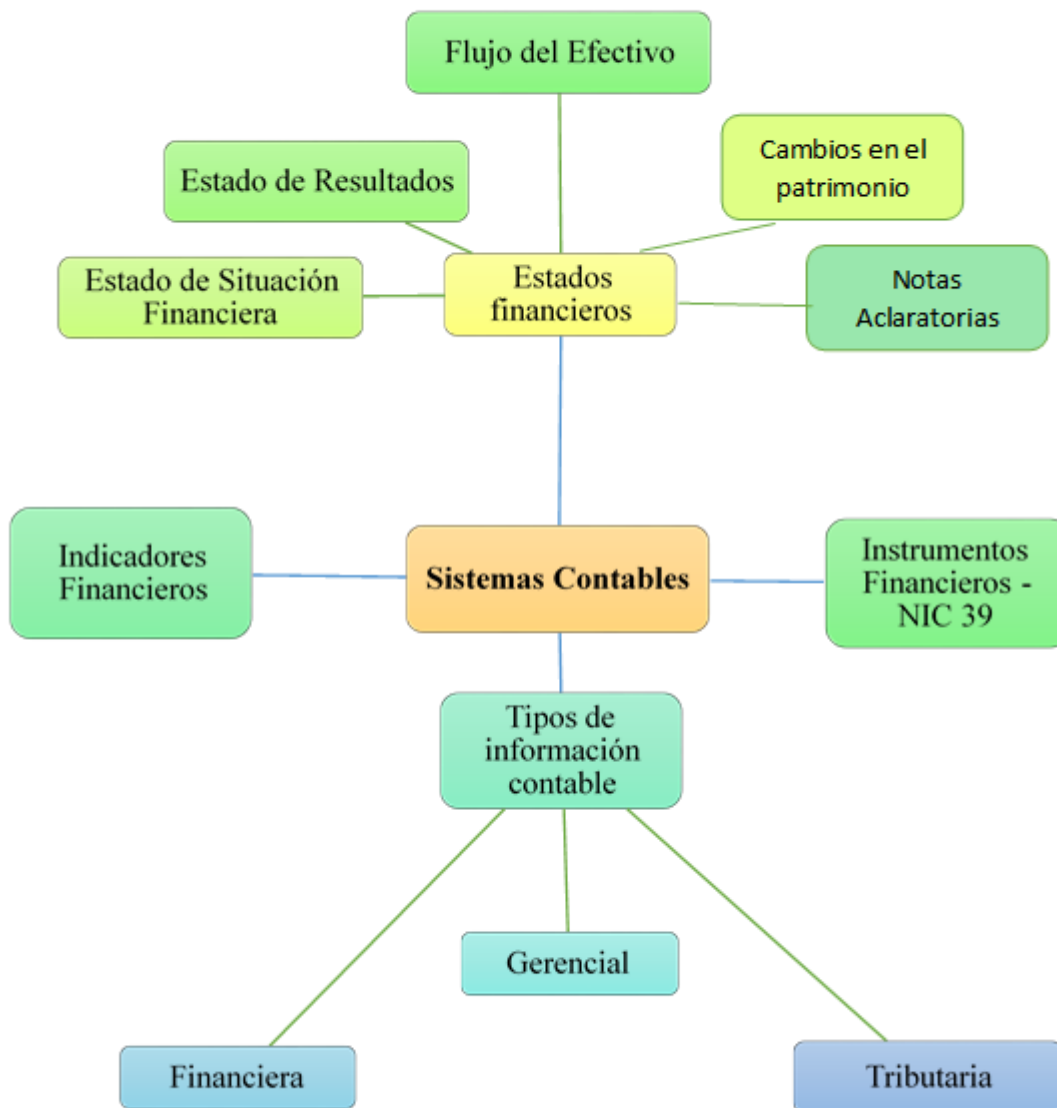 Flujo del Efectivo
Cambios en el
patrimonio
Estado de Resultados
Estado de Situación
Financiera
Estados
financieros
Notas
Aclaratorias
Indicadores
Financieros
Sistemas Contables
Instrumentos
Financieros -
NIC 39
Tipos de
información
contable
Gerencial
Financiera
Tributaria